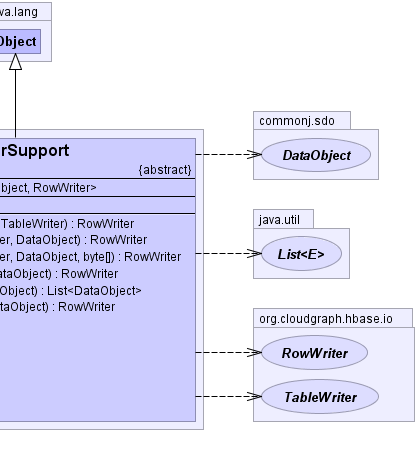 va.lang
Object
rSupport
{abstract}
bject, RowWriter>
TableWriter) : RowWriter
er, DataObject) : RowWriter
er, DataObject, byte[]) : RowWriter
ataObject) : RowWriter
Object) : List<DataObject>
ataObject) : RowWriter
commonj.sdo
DataObject
java.util
List<E>
org.cloudgraph.hbase.io
RowWriter
TableWriter